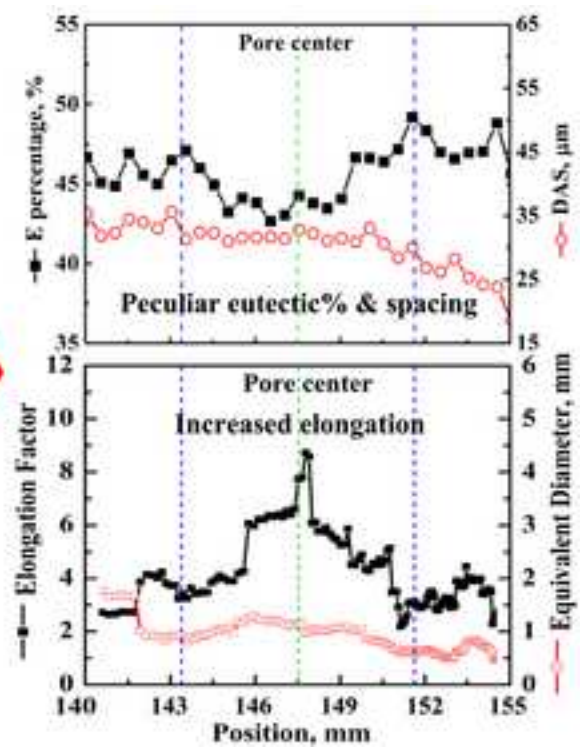 55
50
45
40
35
E percentage, %
Pore center
Peculiar eutectic% & spacing
65
55
45
35
25
15
DAS, µm
12
10
8
6
4
2
0
Elongation Factor
Pore center
Increased elongation
6
5
4
3
2
1
0
Equivalent Diameter, mm
140 143 146 149 152 155
Position, mm